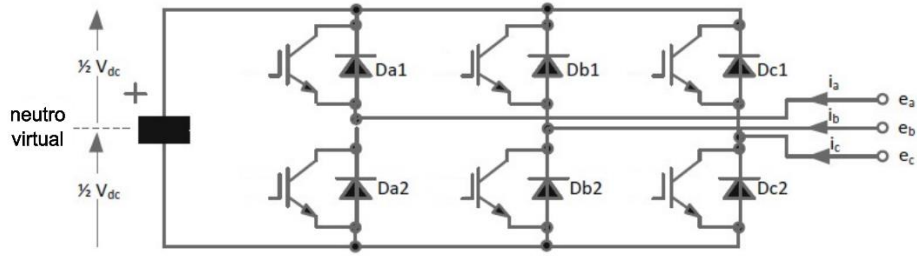 ½ V_dc
+
neutro
virtual
½ V_dc
Da1
Db1
Dc1
i_a
e_a
i_b
e_b
i_c
e_c
Da2
Db2
Dc2